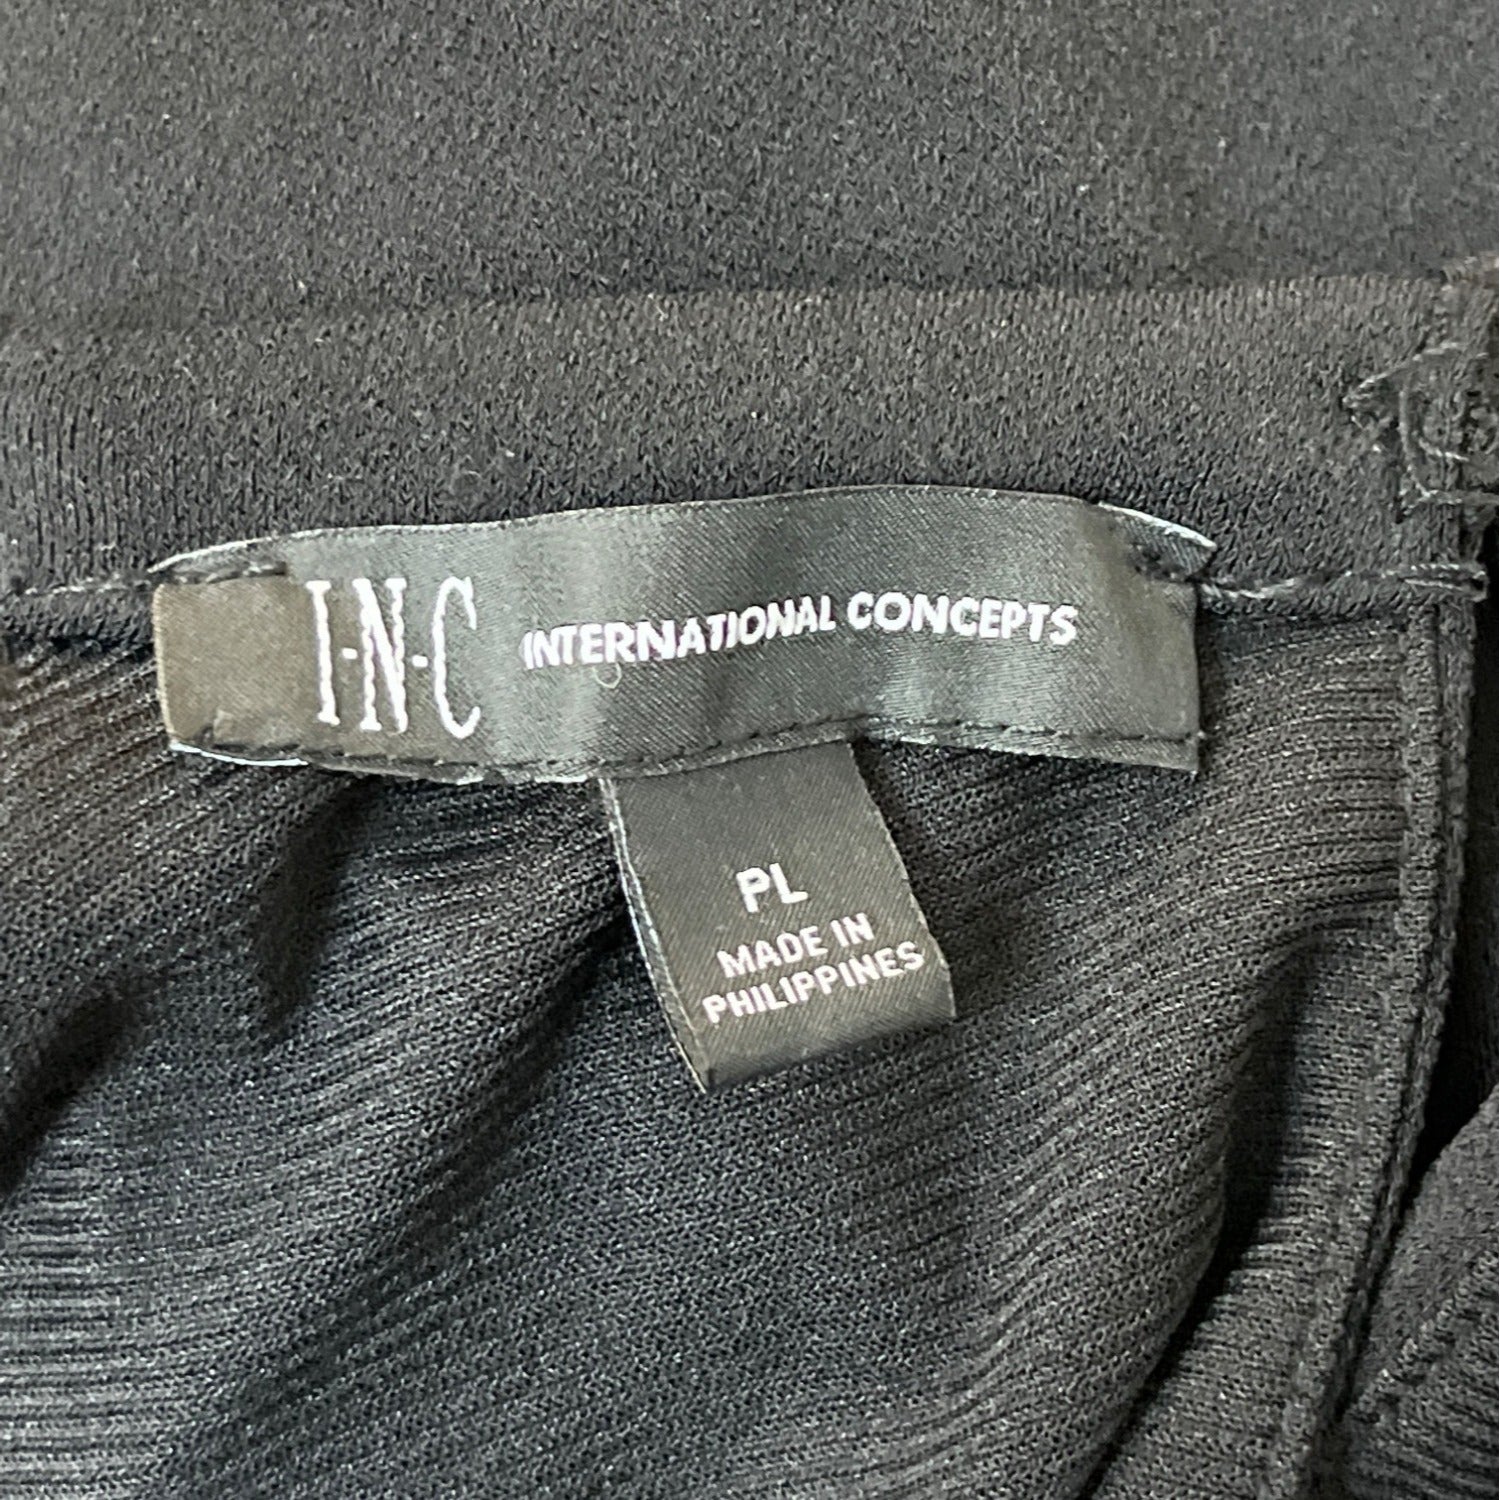 I·N·C INTERNATIONAL CONCEPTS
PL
MADE IN
PHILIPPINES